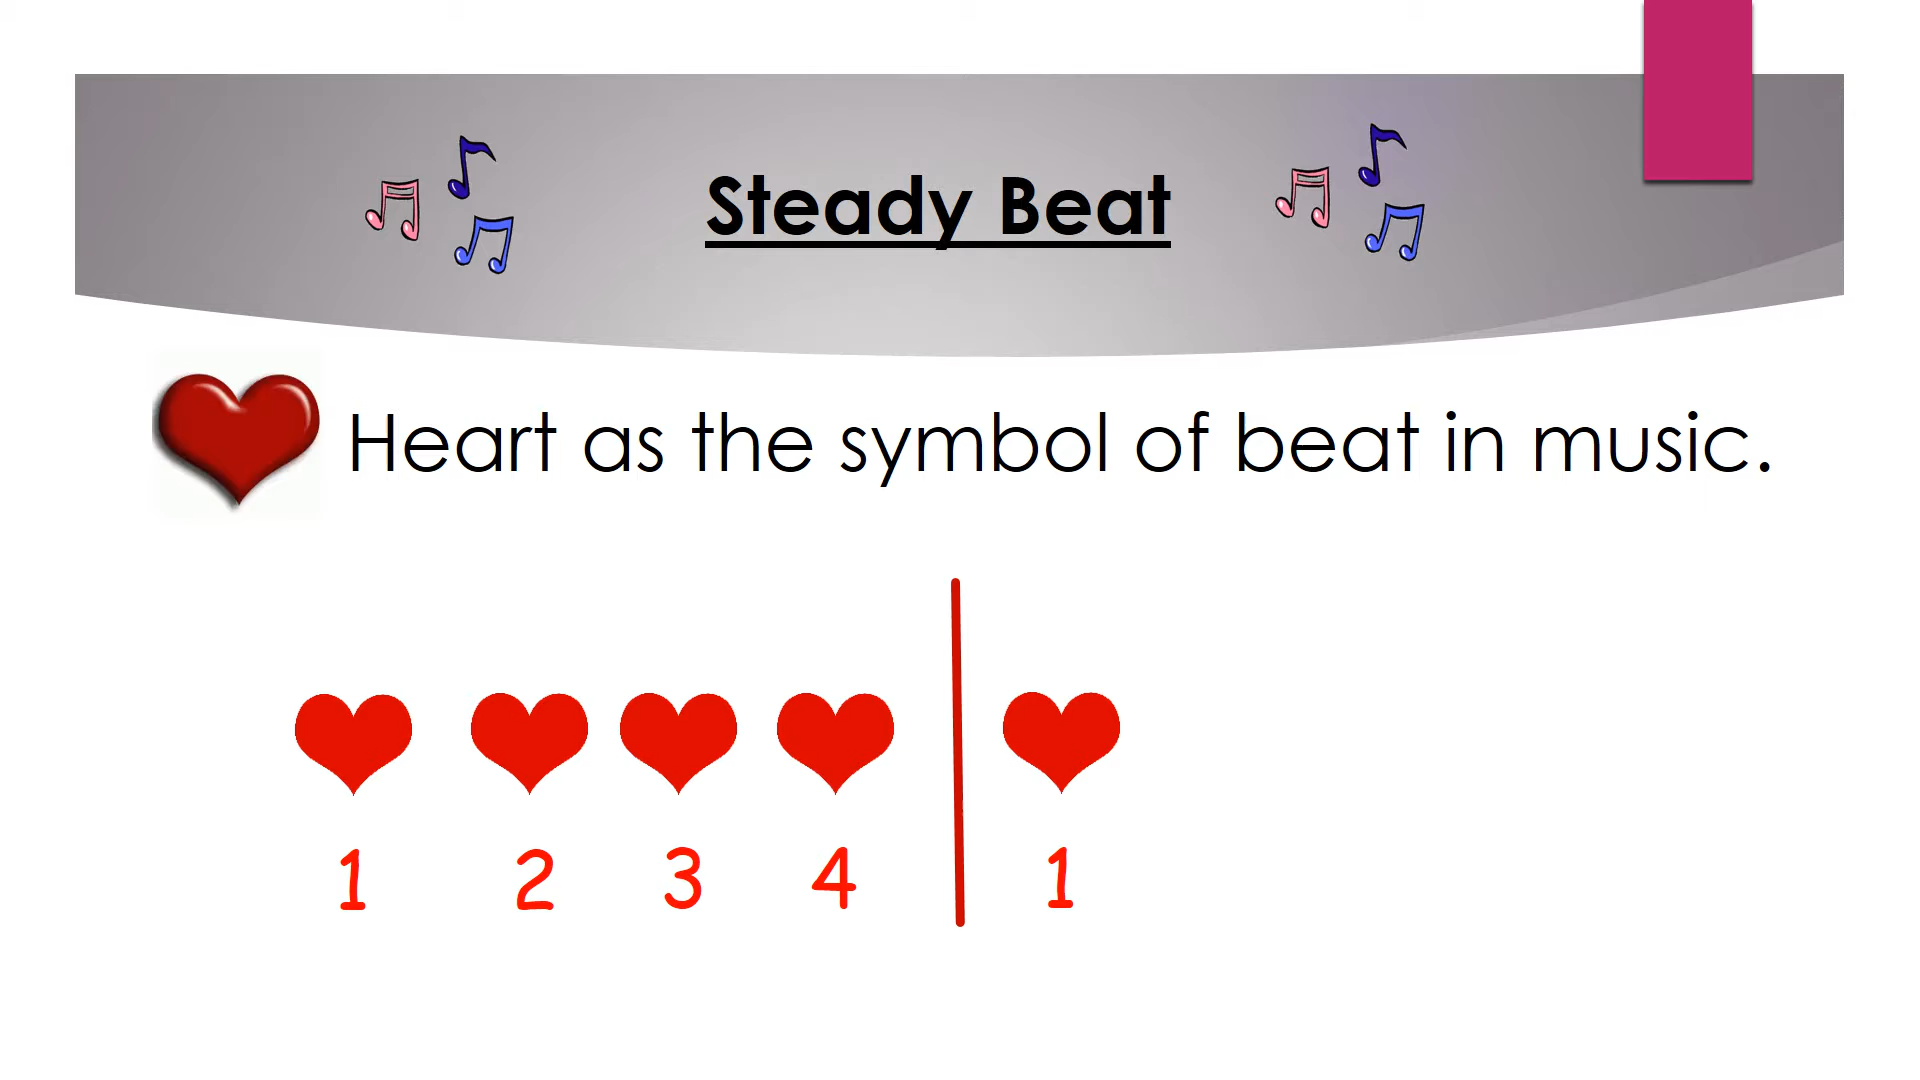 Steady Beat
Heart as the symbol of beat in music.
1 2 3 4 1